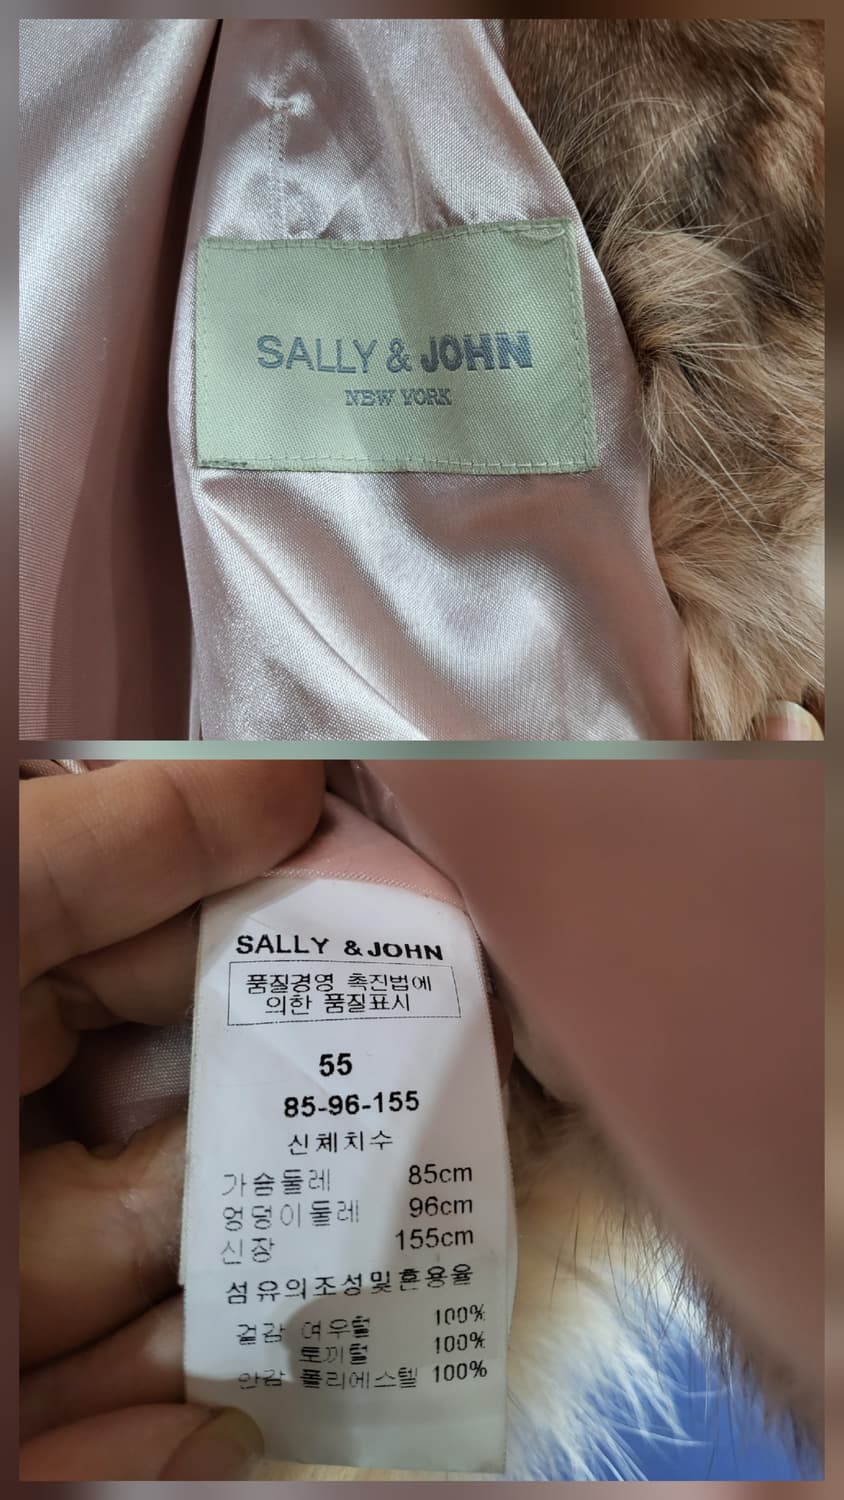 SALLY & JOHN
NEW YORK
SALLY & JOHN
품질경영 촉진법에
의한 품질표시
55
85-96-155
신체치수
가슴둘레 85cm
엉덩이둘레 96cm
신장 155cm
섬유의조성및혼용율
겉감 여우털 100%
토끼털 100%
안감 폴리에스텔 100%